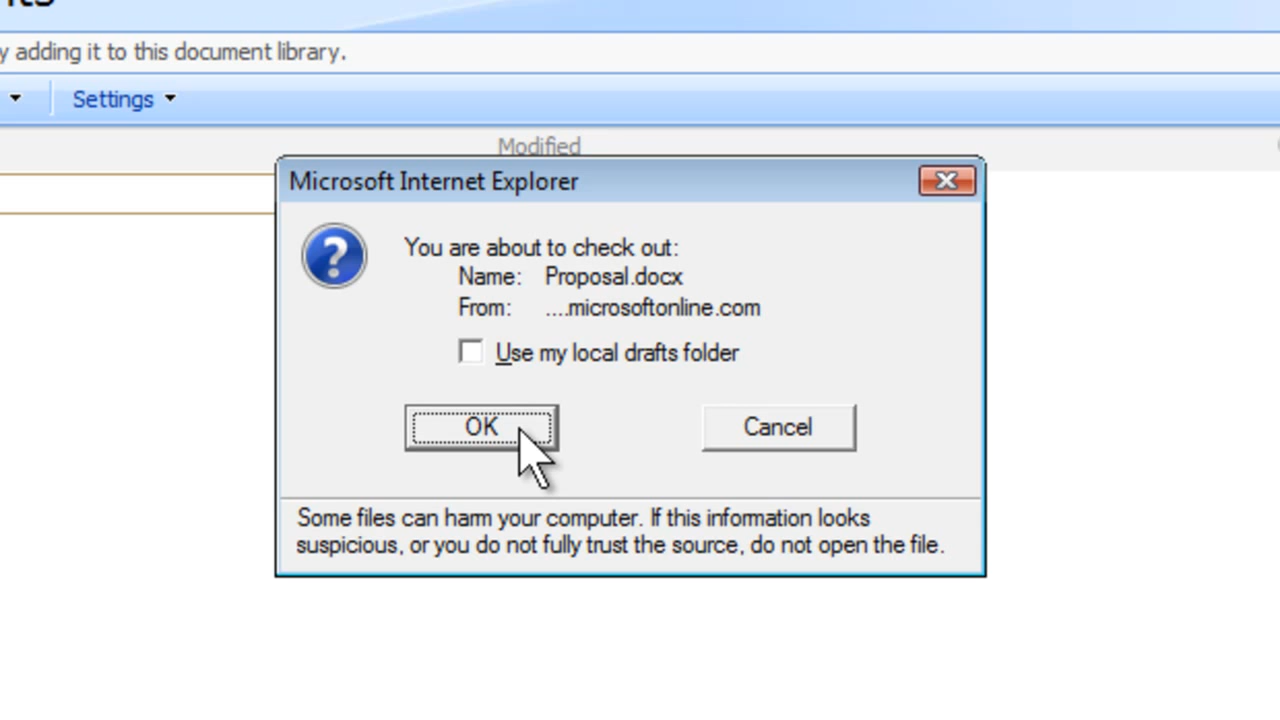 y adding it to this document library.
Settings
Modified
Microsoft Internet Explorer
You are about to check out:
Name: Proposal.docx
From: ....microsoftonline.com
Use my local drafts folder
OK Cancel
Some files can harm your computer. If this information looks
suspicious, or you do not fully trust the source, do not open the file.